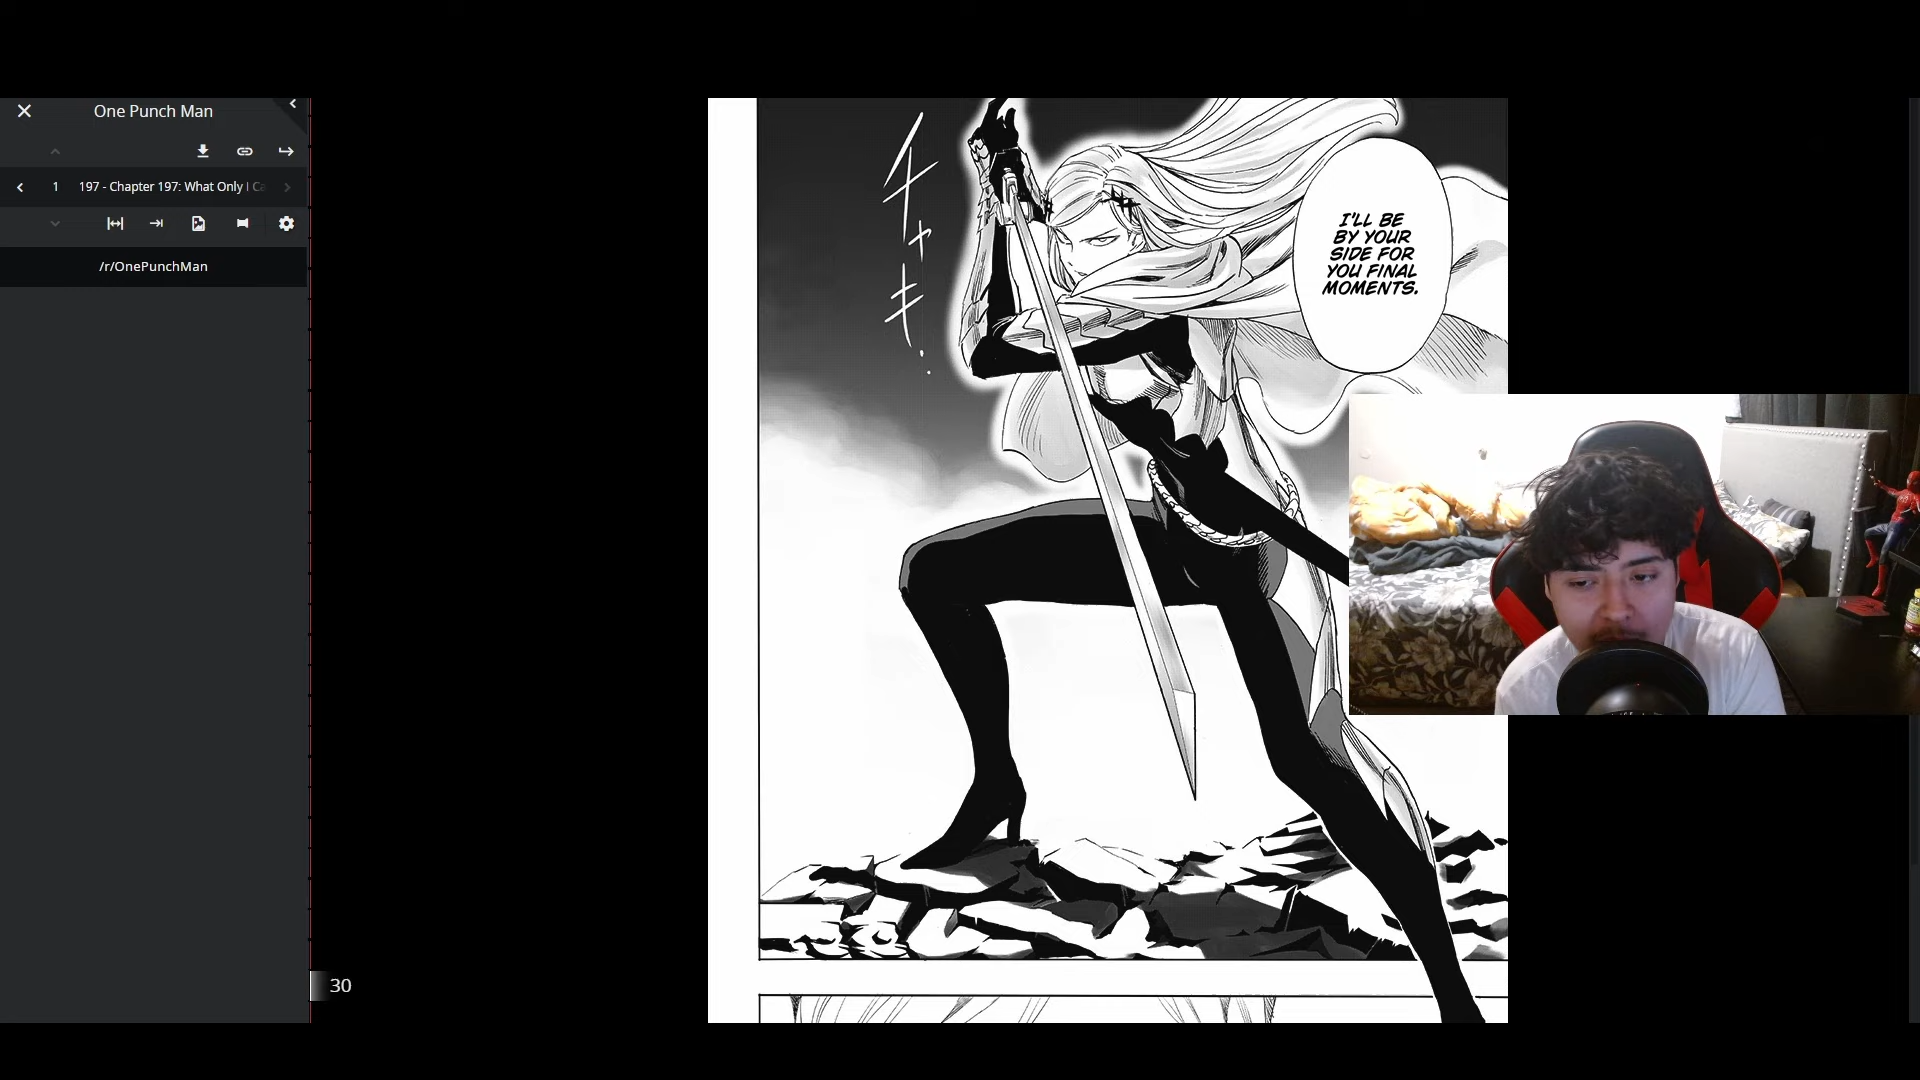 One Punch Man
1 197 - Chapter 197: What Only I Ca
/r/OnePunchMan
チャキ.
I'LL BE
BY YOUR
SIDE FOR
YOU FINAL
MOMENTS.
30